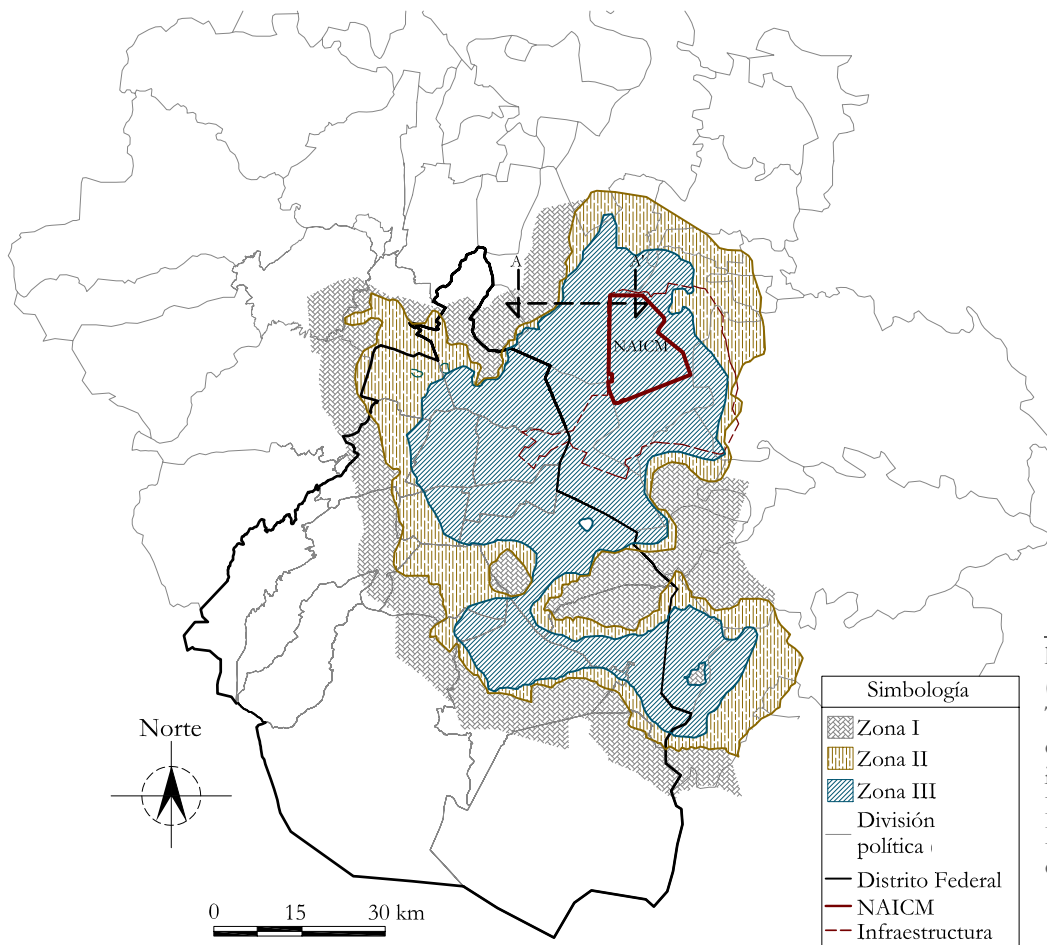 A
A'
NAICM
Simbología
Zona I
Zona II
Zona III
División
política
Distrito Federal
NAICM
Infraestructura
Norte
0 15 30 km